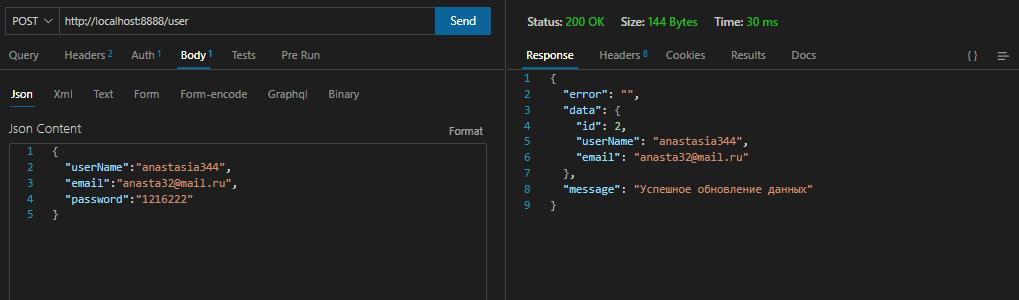 POST http://localhost:8888/user Send
Query Headers 2 Auth 1 Body 1 Tests Pre Run
Json Xml Text Form Form-encode Graphql Binary
Json Content Format
1 {
2 "userName":"anastasia344",
3 "email":"anasta32@mail.ru",
4 "password":"1216222"
5 }
Status: 200 OK Size: 144 Bytes Time: 30 ms
Response Headers 8 Cookies Results Docs { }
1 {
2 "error": "",
3 "data": {
4 "id": 2,
5 "userName": "anastasia344",
6 "email": "anasta32@mail.ru"
7 },
8 "message": "Успешное обновление данных"
9 }